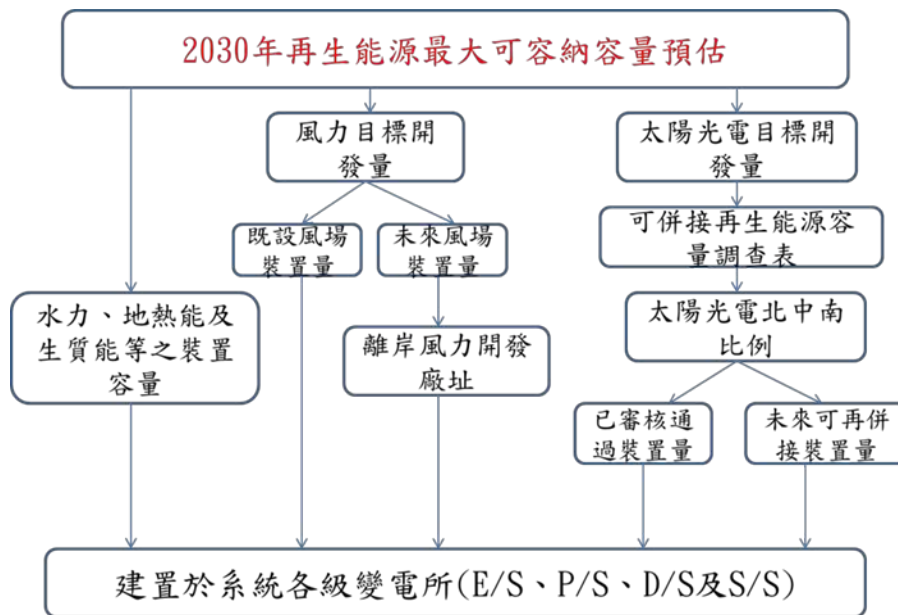 2030年再生能源最大可容納容量預估
風力目標開
發量
太陽光電目標開
發量
既設風場
裝置量
未來風場
裝置量
可併接再生能源容
量調查表
水力、地熱能及
生質能等之裝置
容量
離岸風力開發
廠址
太陽光電北中南
比例
已審核通
過裝置量
未來可再併
接裝置量
建置於系統各級變電所(E/S、P/S、D/S及S/S)